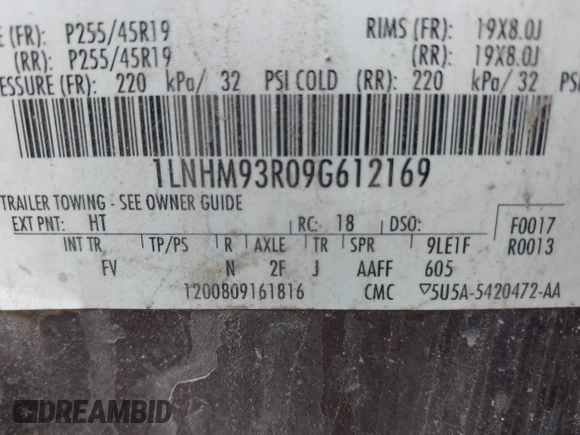 E (FR): P255/45R19 RIMS (FR): 19X8.0J
(RR): P255/45R19 (RR): 19X8.0J
ESSURE (FR): 220 kPa/ 32 PSI COLD (RR): 220 kPa/ 32 PSI
1LNHM93R09G612169
TRAILER TOWING - SEE OWNER GUIDE
EXT PNT: HT RC: 18 DSO: F0017
INT TR TP/PS R AXLE TR SPR 9LE1F R0013
FV N 2F J AAFF 605
1200809161816 CMC ▽5U5A-5420472-AA
DREAMBID